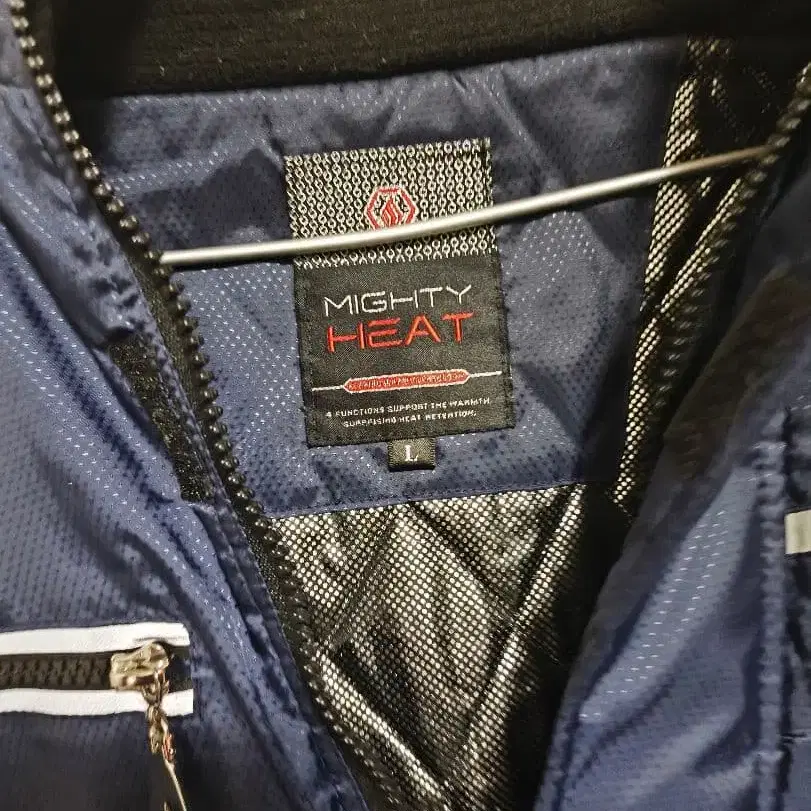 MIGHTY
HEAT
4 FUNCTIONS SUPPORT THE WARMTH
SURPRISING HEAT RETENTION.
L